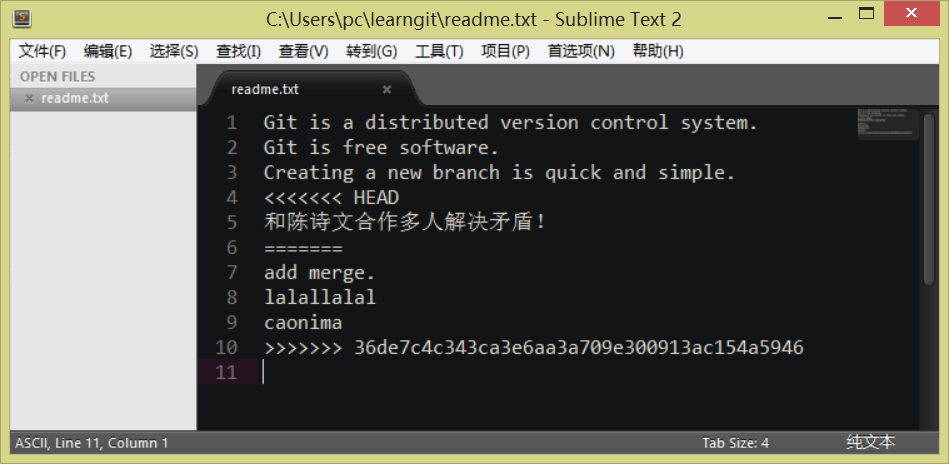 C:\Users\pc\learngit\readme.txt - Sublime Text 2
文件(F) 编辑(E) 选择(S) 查找(I) 查看(V) 转到(G) 工具(T) 项目(P) 首选项(N) 帮助(H)
OPEN FILES
readme.txt
readme.txt
1 Git is a distributed version control system.
2 Git is free software.
3 Creating a new branch is quick and simple.
4 <<<<<<< HEAD
5 和陈诗文合作多人解决矛盾!
6 =======
7 add merge.
8 lalallalal
9 caonima
10 >>>>>>> 36de7c4c343ca3e6aa3a709e300913ac154a5946
11
ASCII, Line 11, Column 1 Tab Size: 4 纯文本